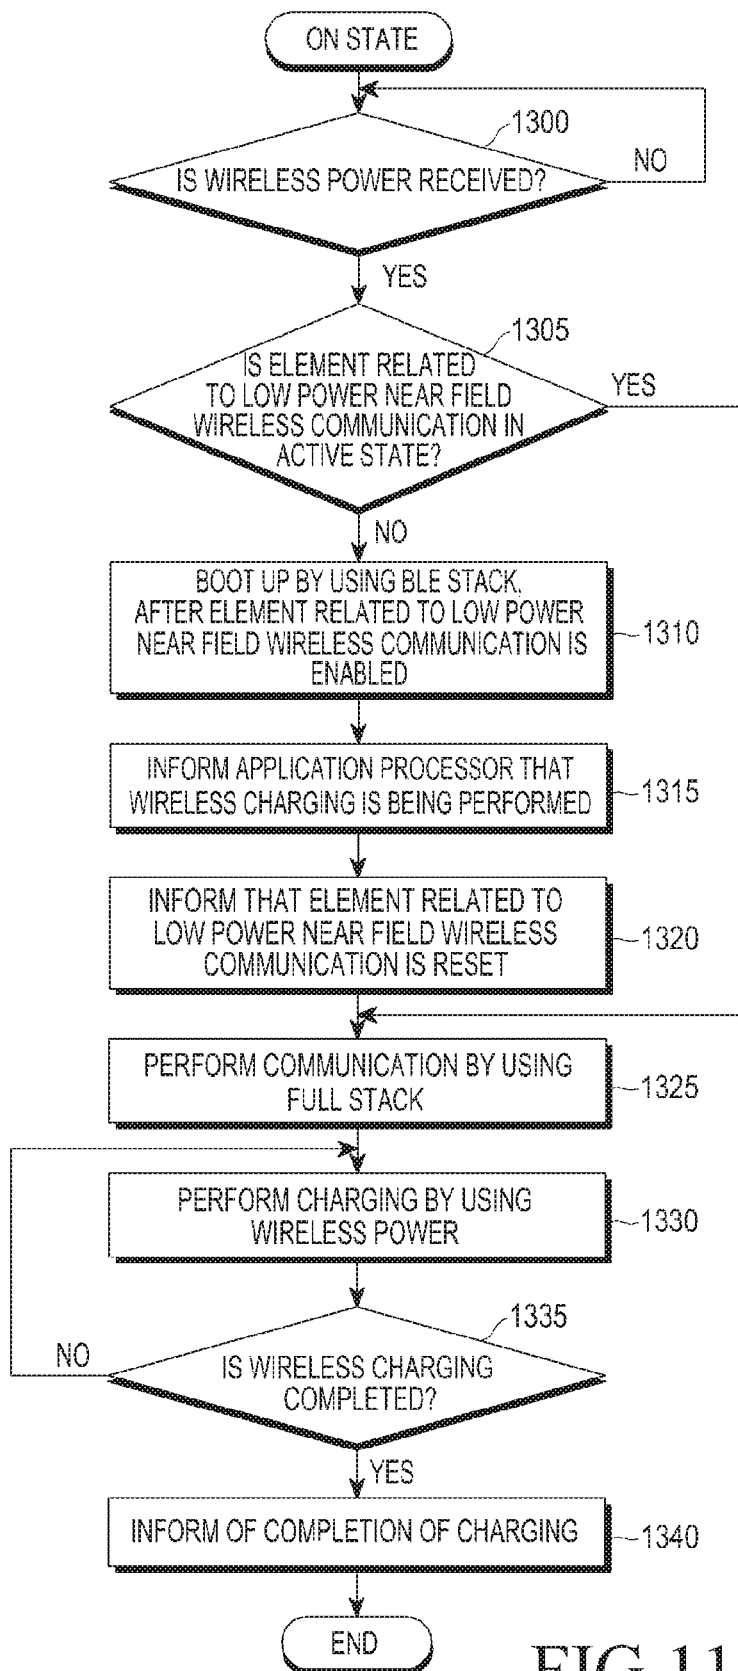 ON STATE
1300
IS WIRELESS POWER RECEIVED?
NO
YES
1305
IS ELEMENT RELATED
TO LOW POWER NEAR FIELD
WIRELESS COMMUNICATION IN
ACTIVE STATE?
YES
NO
BOOT UP BY USING BLE STACK,
AFTER ELEMENT RELATED TO LOW POWER
NEAR FIELD WIRELESS COMMUNICATION IS
ENABLED
1310
INFORM APPLICATION PROCESSOR THAT
WIRELESS CHARGING IS BEING PERFORMED
1315
INFORM THAT ELEMENT RELATED TO
LOW POWER NEAR FIELD WIRELESS
COMMUNICATION IS RESET
1320
PERFORM COMMUNICATION BY USING
FULL STACK
1325
PERFORM CHARGING BY USING
WIRELESS POWER
1330
1335
NO
IS WIRELESS CHARGING
COMPLETED?
YES
INFORM OF COMPLETION OF CHARGING
1340
END
FIG.11